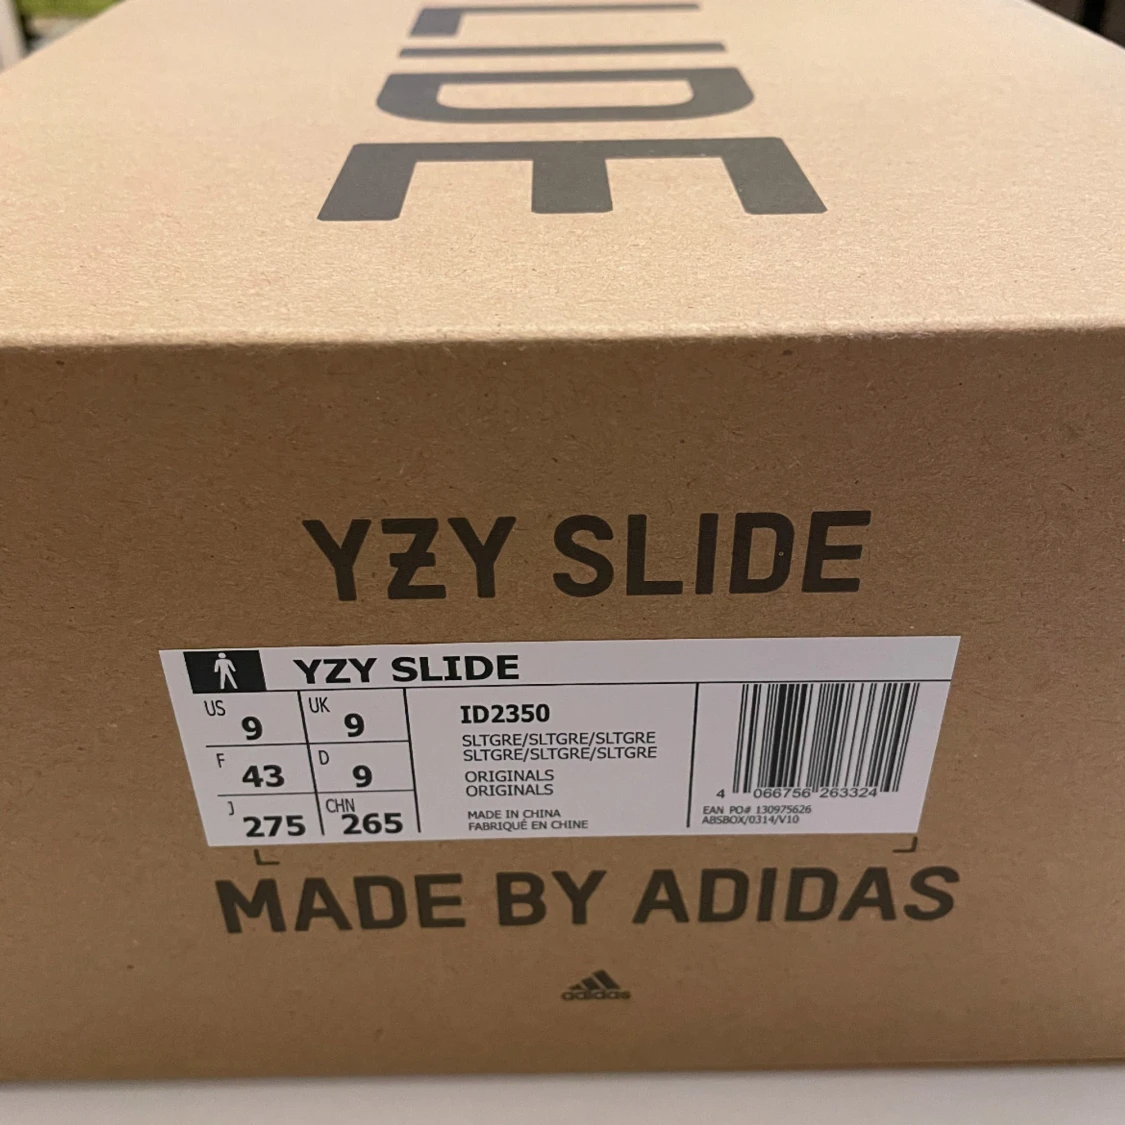 LIDE
YZY SLIDE
YZY SLIDE
US 9 UK 9
F 43 D 9
J 275 CHN 265
ID2350
SLTGRE/SLTGRE/SLTGRE
SLTGRE/SLTGRE/SLTGRE
ORIGINALS
ORIGINALS
MADE IN CHINA
FABRIQUÉ EN CHINE
4 066756 263324
EAN PO# 130975626
ABSBOX/0314/V10
MADE BY ADIDAS
adidas